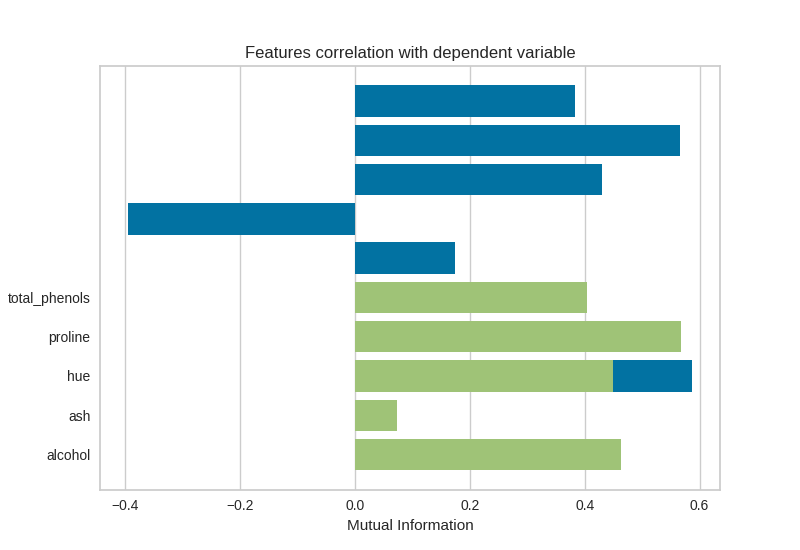 Features correlation with dependent variable
total_phenols
proline
hue
ash
alcohol
−0.4 −0.2 0.0 0.2 0.4 0.6
Mutual Information